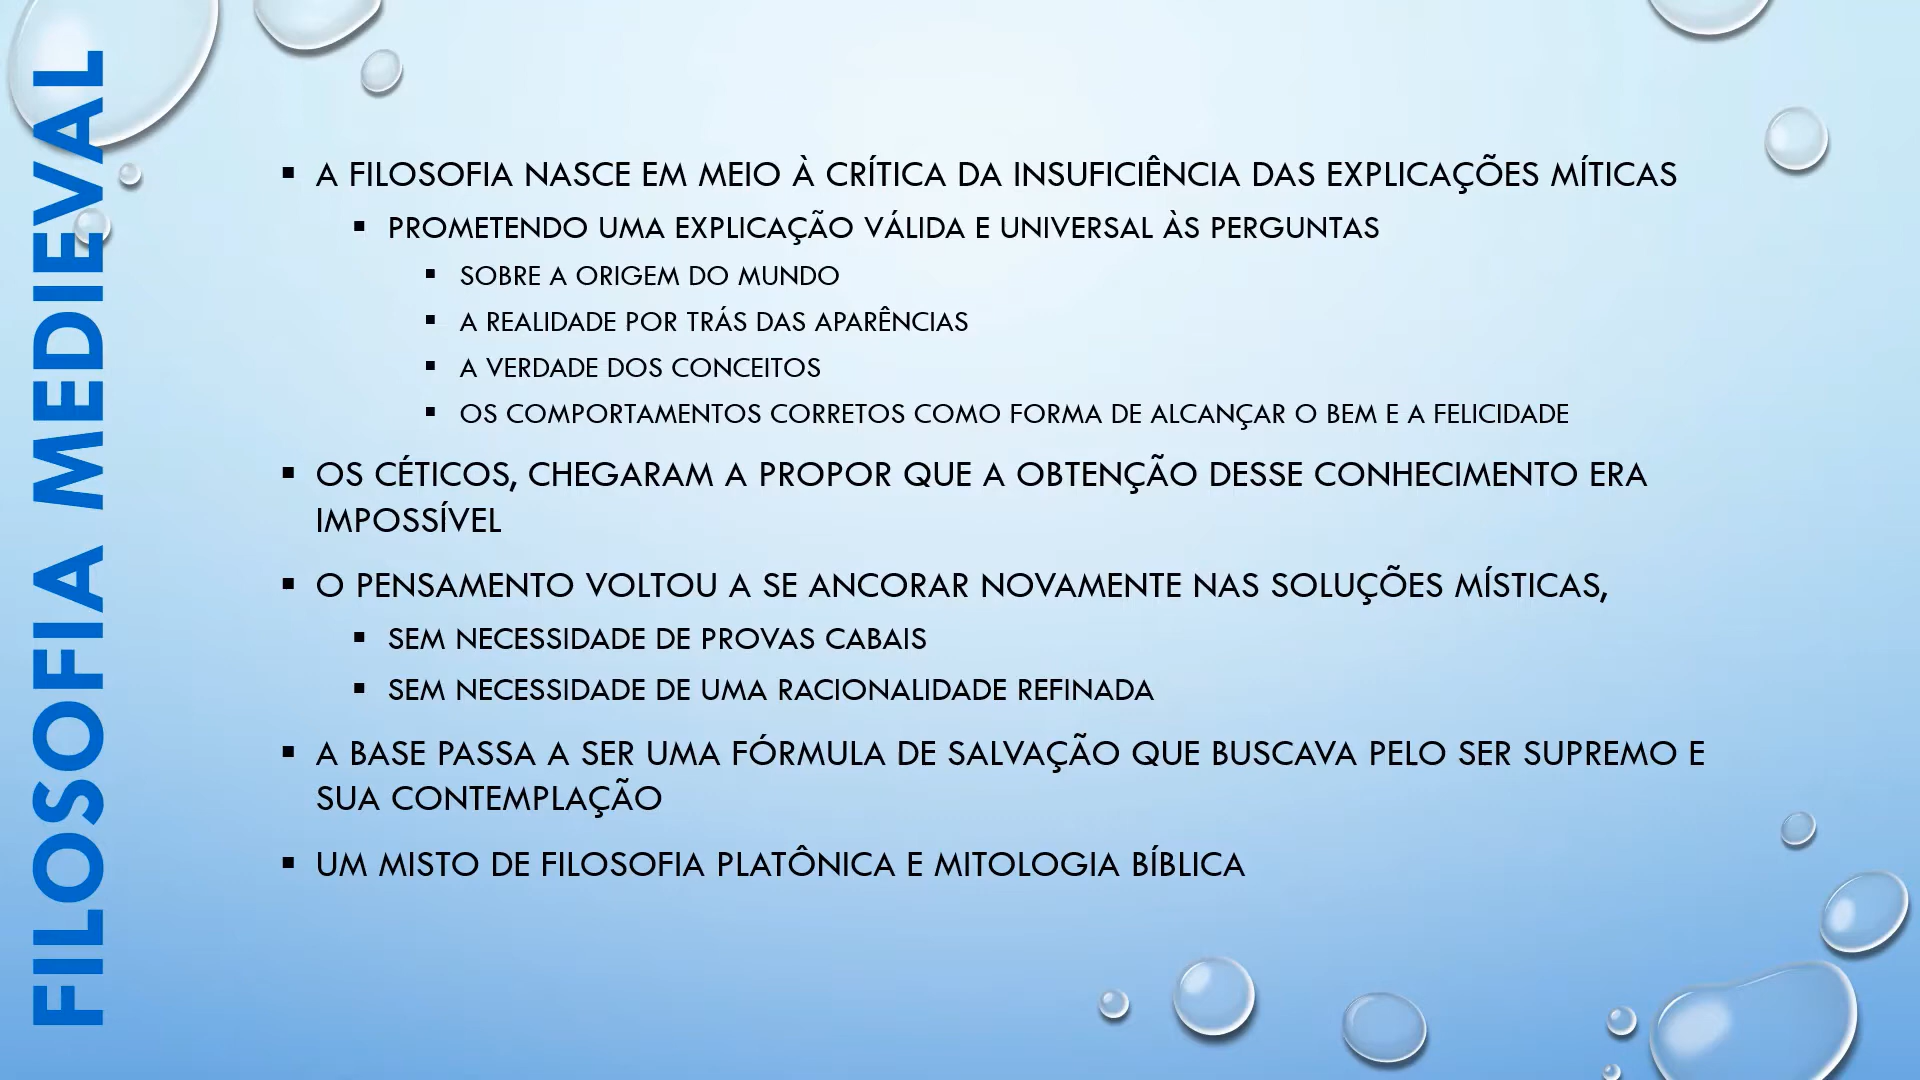 FILOSOFIA MEDIEVAL
▪ A FILOSOFIA NASCE EM MEIO À CRÍTICA DA INSUFICIÊNCIA DAS EXPLICAÇÕES MÍTICAS
▪ PROMETENDO UMA EXPLICAÇÃO VÁLIDA E UNIVERSAL ÀS PERGUNTAS
▪ SOBRE A ORIGEM DO MUNDO
▪ A REALIDADE POR TRÁS DAS APARÊNCIAS
▪ A VERDADE DOS CONCEITOS
▪ OS COMPORTAMENTOS CORRETOS COMO FORMA DE ALCANÇAR O BEM E A FELICIDADE
▪ OS CÉTICOS, CHEGARAM A PROPOR QUE A OBTENÇÃO DESSE CONHECIMENTO ERA
IMPOSSÍVEL
▪ O PENSAMENTO VOLTOU A SE ANCORAR NOVAMENTE NAS SOLUÇÕES MÍSTICAS,
▪ SEM NECESSIDADE DE PROVAS CABAIS
▪ SEM NECESSIDADE DE UMA RACIONALIDADE REFINADA
▪ A BASE PASSA A SER UMA FÓRMULA DE SALVAÇÃO QUE BUSCAVA PELO SER SUPREMO E
SUA CONTEMPLAÇÃO
▪ UM MISTO DE FILOSOFIA PLATÔNICA E MITOLOGIA BÍBLICA